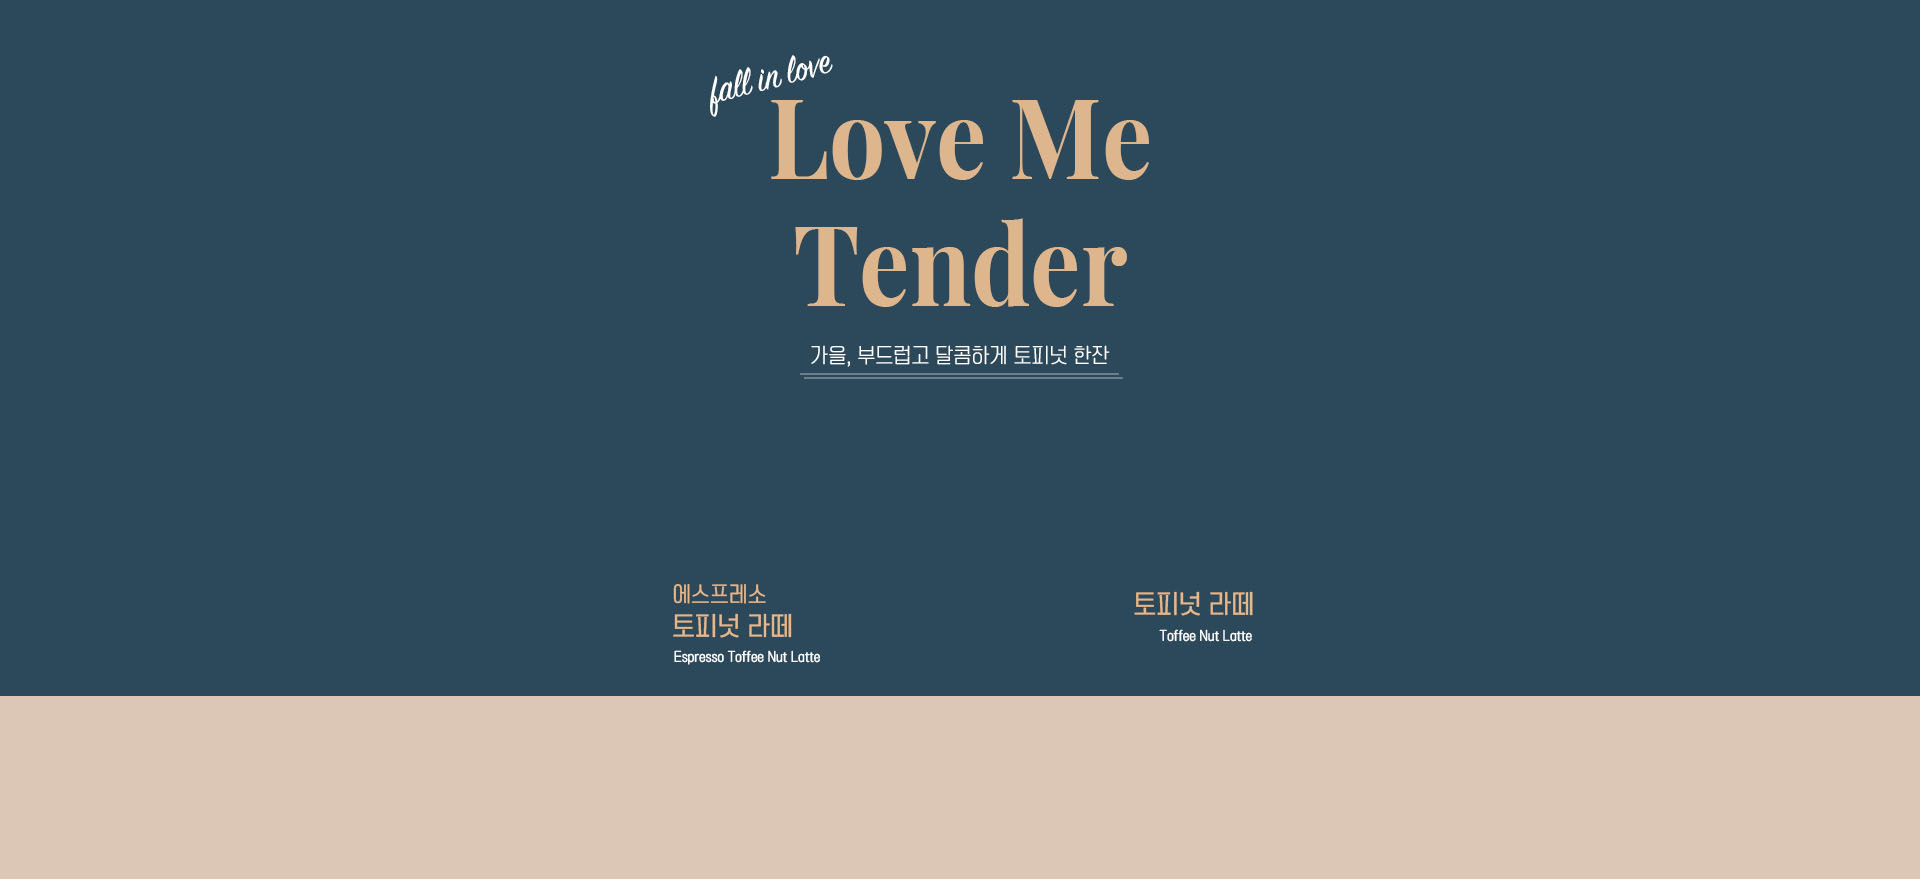 fall in love
Love Me
Tender
가을, 부드럽고 달콤하게 토피넛 한잔
에스프레소
토피넛 라떼
Espresso Toffee Nut Latte
토피넛 라떼
Toffee Nut Latte